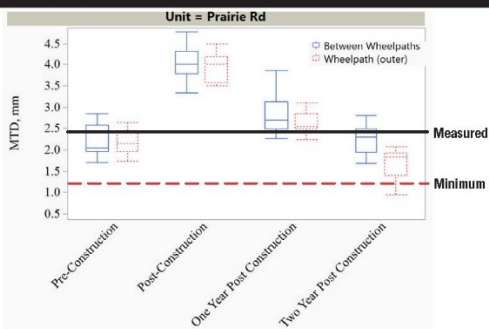 Unit = Prairie Rd
MTD, mm
4.5
4.0
3.5
3.0
2.5
2.0
1.5
1.0
0.5
Between Wheelpaths
Wheelpath (outer)
Measured
Minimum
Pre-Construction
Post-Construction
One Year Post Construction
Two Year Post Construction